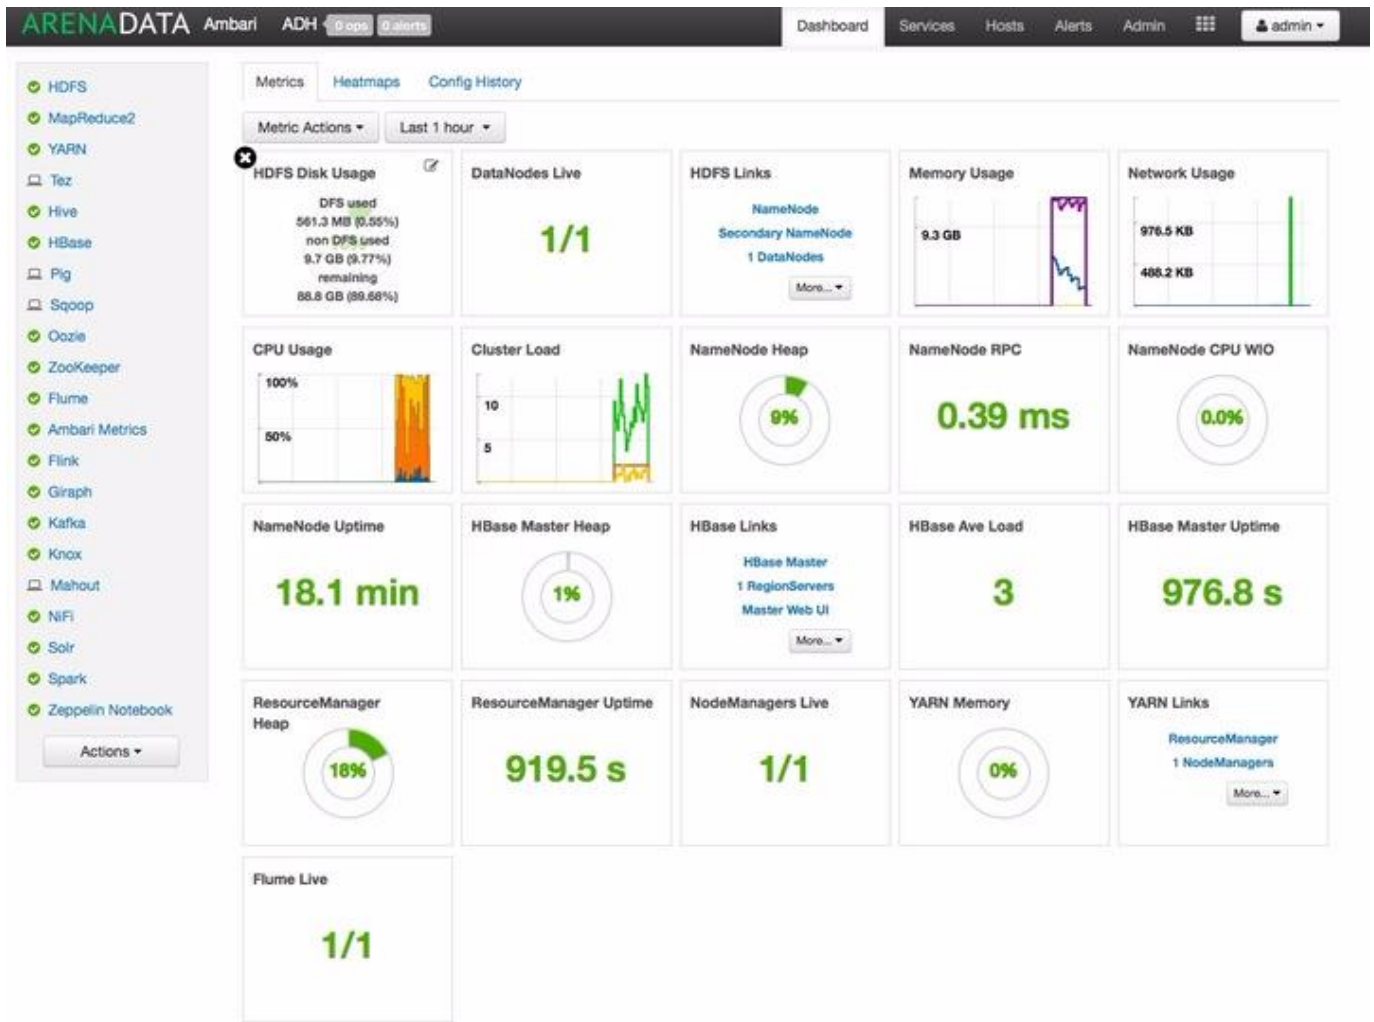 ARENADATA Ambari ADH 0 ops 0 alerts Dashboard Services Hosts Alerts Admin admin
HDFS
MapReduce2
YARN
Tez
Hive
HBase
Pig
Sqoop
Oozie
ZooKeeper
Flume
Ambari Metrics
Flink
Giraph
Kafka
Knox
Mahout
NiFi
Solr
Spark
Zeppelin Notebook
Actions
Metrics Heatmaps Config History
Metric Actions Last 1 hour
HDFS Disk Usage
DFS used
561.3 MB (0.55%)
non DFS used
9.7 GB (9.77%)
remaining
88.8 GB (89.68%)
DataNodes Live
1/1
HDFS Links
NameNode
Secondary NameNode
1 DataNodes
More...
Memory Usage
9.3 GB
Network Usage
976.5 KB
488.2 KB
CPU Usage
100%
50%
Cluster Load
10
5
NameNode Heap
9%
NameNode RPC
0.39 ms
NameNode CPU WIO
0.0%
NameNode Uptime
18.1 min
HBase Master Heap
1%
HBase Links
HBase Master
1 RegionServers
Master Web UI
More...
HBase Ave Load
3
HBase Master Uptime
976.8 s
ResourceManager
Heap
18%
ResourceManager Uptime
919.5 s
NodeManagers Live
1/1
YARN Memory
0%
YARN Links
ResourceManager
1 NodeManagers
More...
Flume Live
1/1